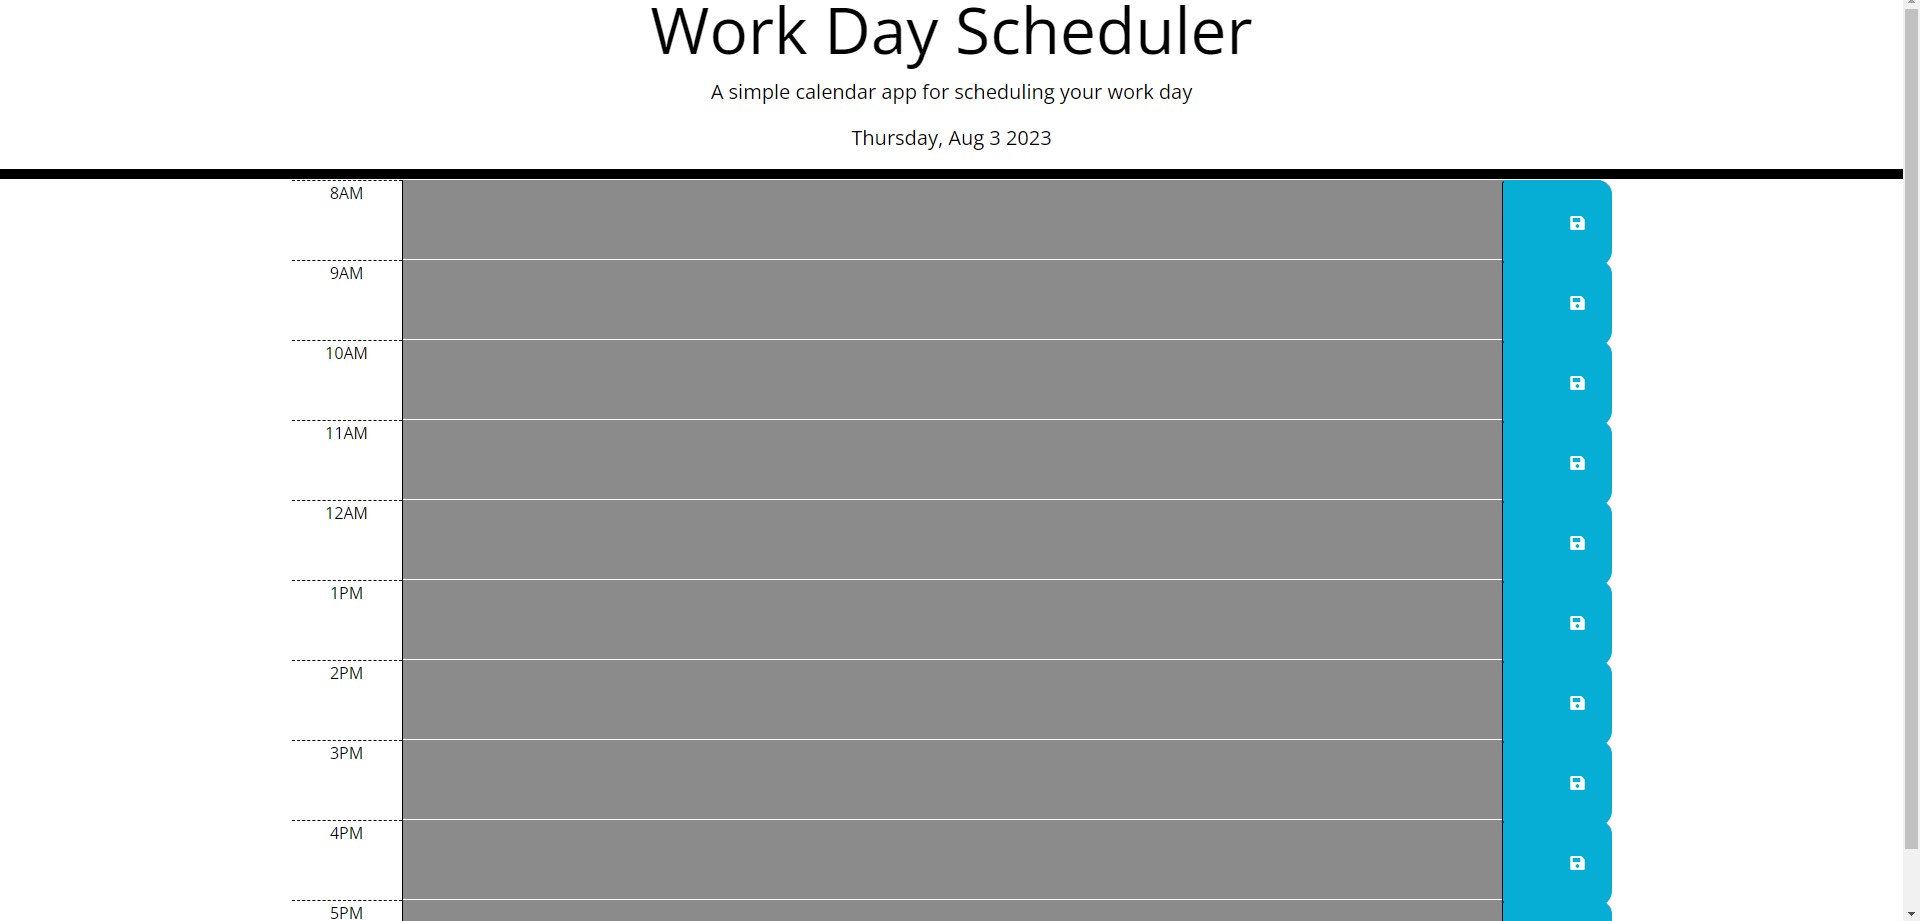 Work Day Scheduler
A simple calendar app for scheduling your work day
Thursday, Aug 3 2023
8AM
9AM
10AM
11AM
12AM
1PM
2PM
3PM
4PM
5PM